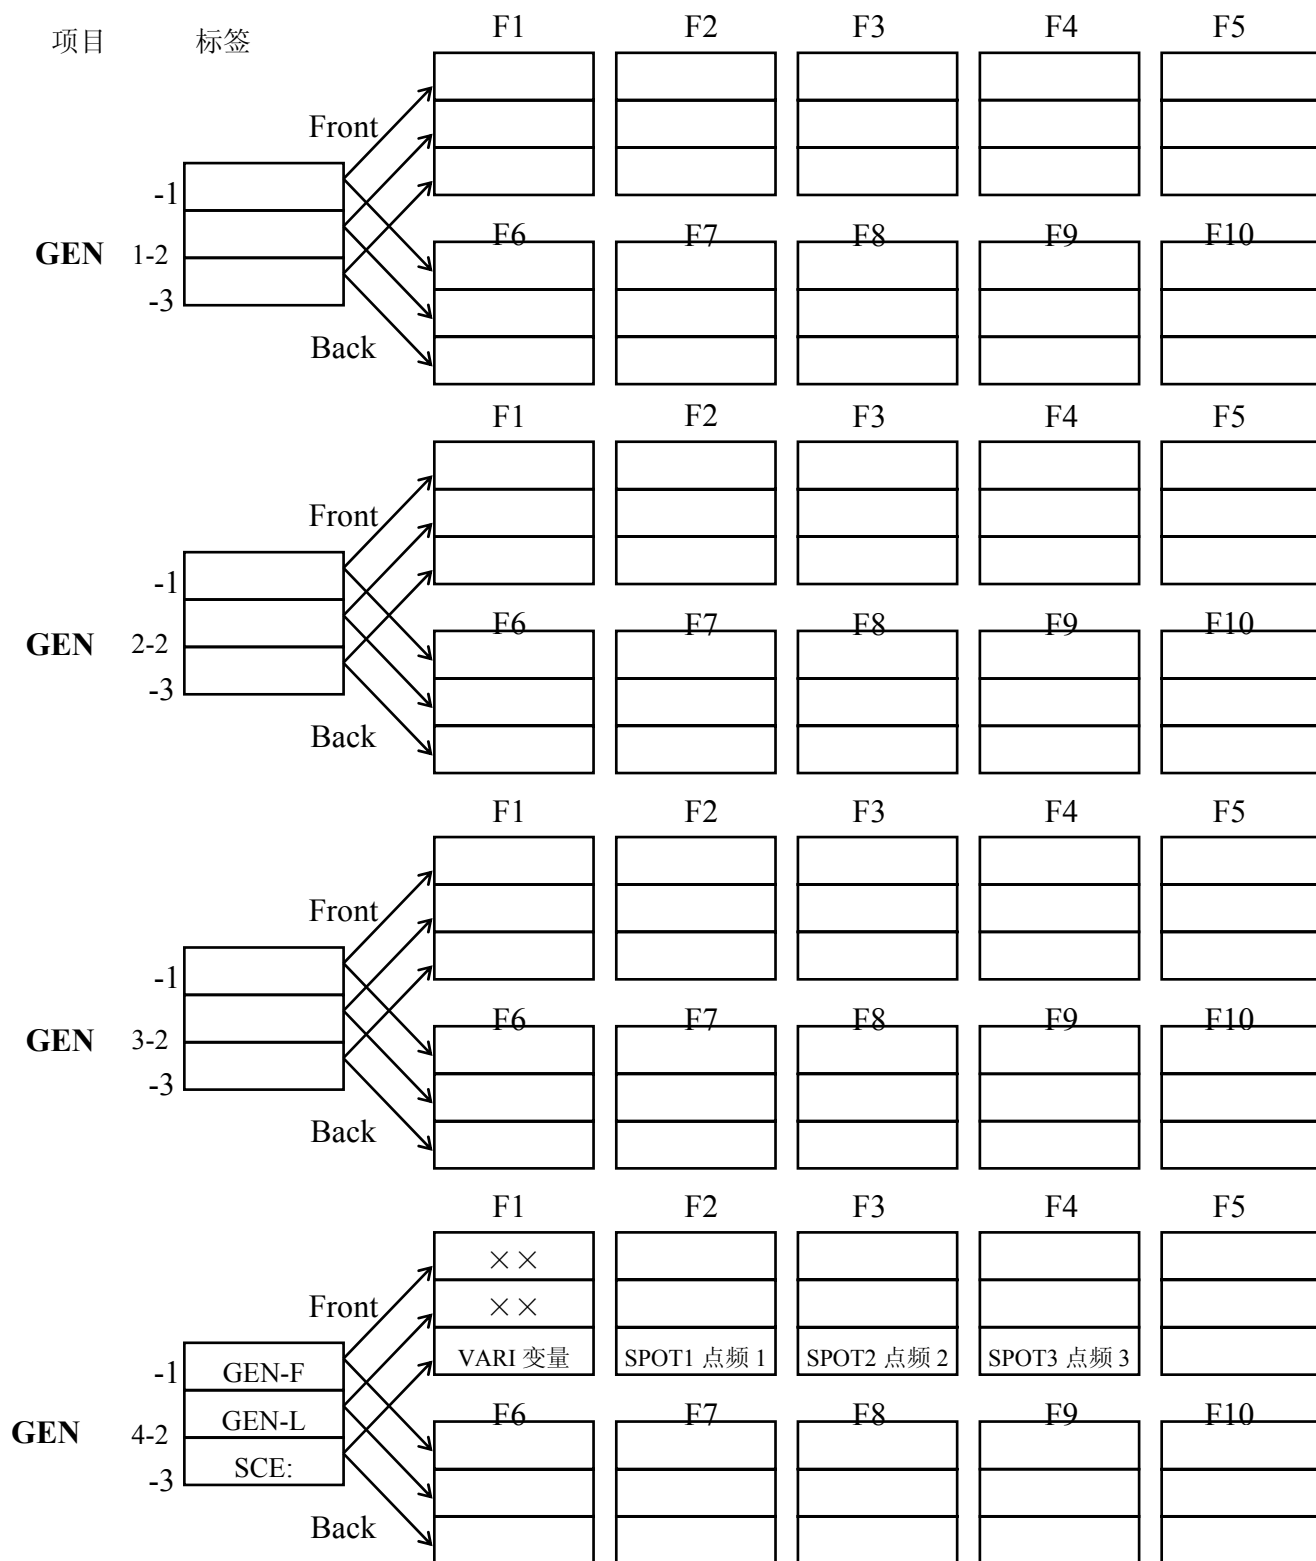 项目 标签 F1 F2 F3 F4 F5
Front
-1
F6 F7 F8 F9 F10
GEN 1-2
-3
Back
F1 F2 F3 F4 F5
Front
-1
F6 F7 F8 F9 F10
GEN 2-2
-3
Back
F1 F2 F3 F4 F5
Front
-1
F6 F7 F8 F9 F10
GEN 3-2
-3
Back
F1 F2 F3 F4 F5
××
Front ××
VARI 变量 SPOT1 点频 1 SPOT2 点频 2 SPOT3 点频 3
-1 GEN-F
F6 F7 F8 F9 F10
GEN 4-2 GEN-L
-3 SCE:
Back